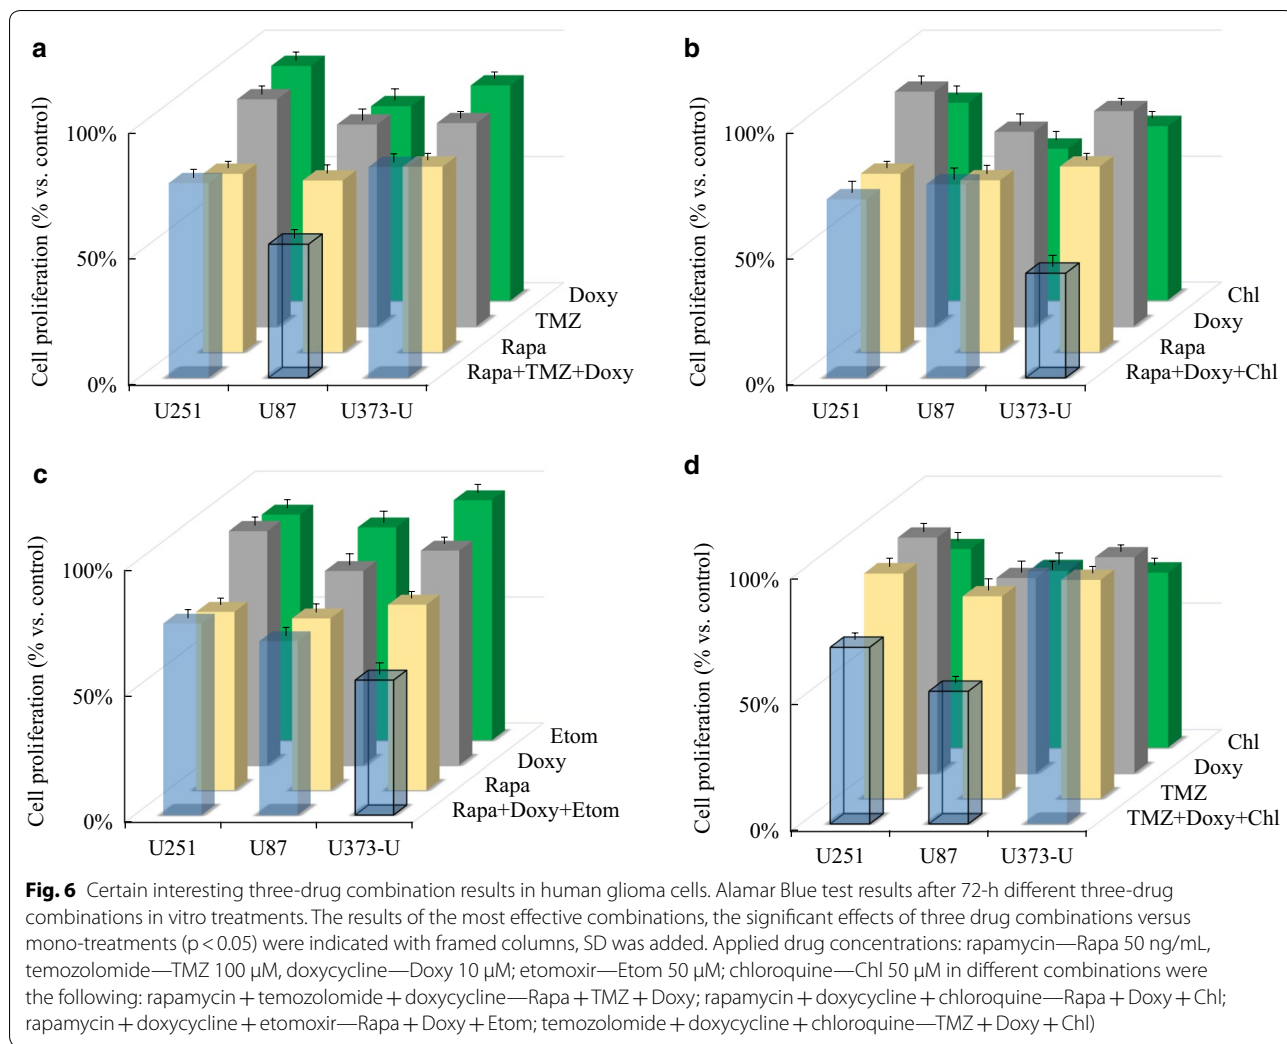 a
Cell proliferation (% vs. control)
100%
50%
0%
U251 U87 U373-U
Doxy
TMZ
Rapa
Rapa+TMZ+Doxy
b
Cell proliferation (% vs. control)
100%
50%
0%
U251 U87 U373-U
Chl
Doxy
Rapa
Rapa+Doxy+Chl
c
Cell proliferation (% vs. control)
100%
50%
0%
U251 U87 U373-U
Etom
Doxy
Rapa
Rapa+Doxy+Etom
d
Cell proliferation (% vs. control)
100%
50%
0%
U251 U87 U373-U
Chl
Doxy
TMZ
TMZ+Doxy+Chl
Fig. 6 Certain interesting three-drug combination results in human glioma cells. Alamar Blue test results after 72-h different three-drug
combinations in vitro treatments. The results of the most effective combinations, the significant effects of three drug combinations versus
mono-treatments (p < 0.05) were indicated with framed columns, SD was added. Applied drug concentrations: rapamycin—Rapa 50 ng/mL,
temozolomide—TMZ 100 µM, doxycycline—Doxy 10 µM; etomoxir—Etom 50 µM; chloroquine—Chl 50 µM in different combinations were
the following: rapamycin + temozolomide + doxycycline—Rapa + TMZ + Doxy; rapamycin + doxycycline + chloroquine—Rapa + Doxy + Chl;
rapamycin + doxycycline + etomoxir—Rapa + Doxy + Etom; temozolomide + doxycycline + chloroquine—TMZ + Doxy + Chl)